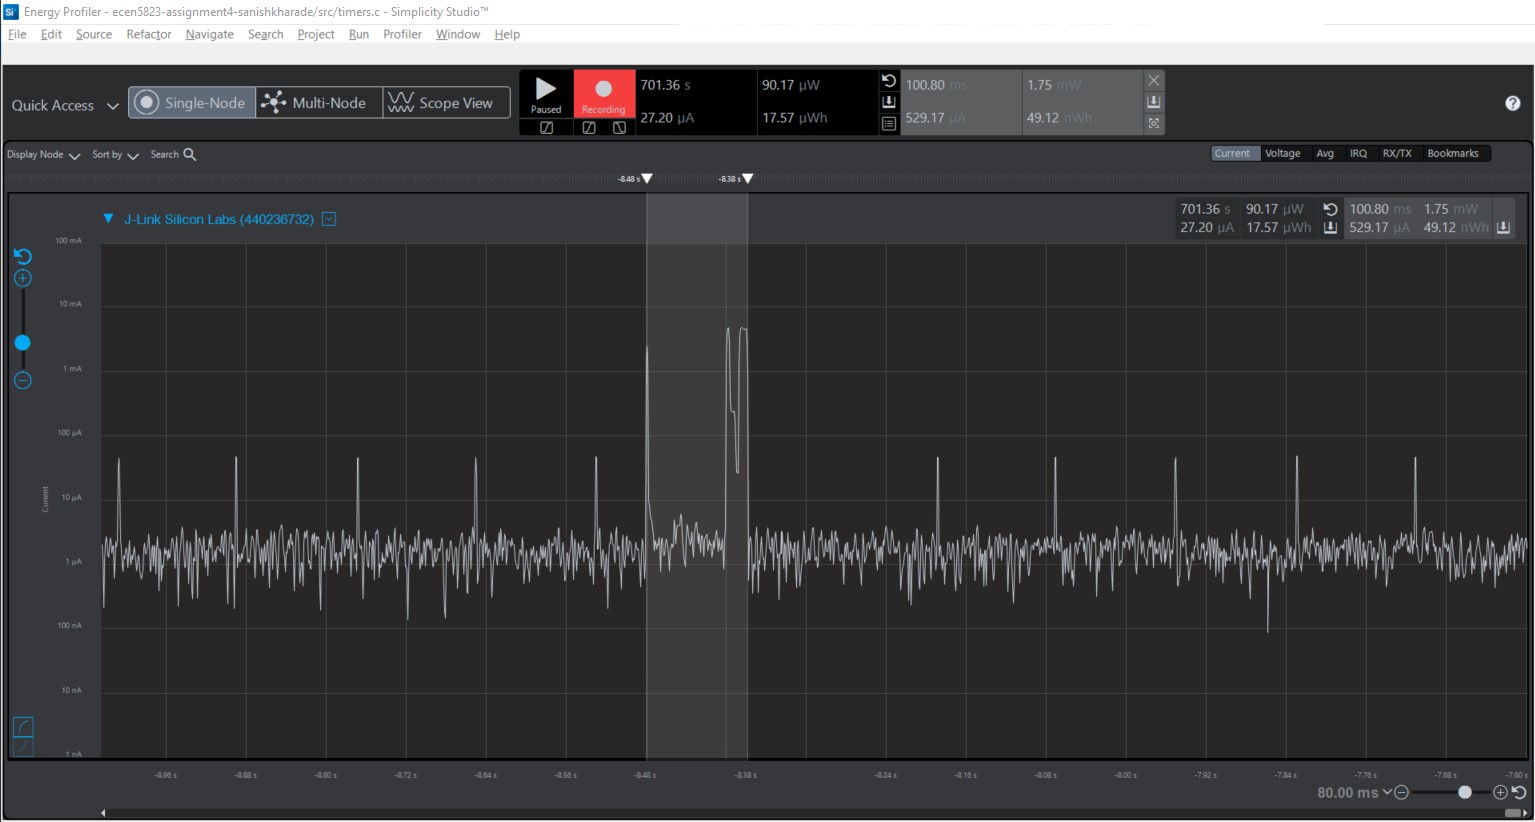 Si Energy Profiler - ecen5823-assignment4-sanishkharade/src/timers.c - Simplicity Studio™
File Edit Source Refactor Navigate Search Project Run Profiler Window Help
Quick Access Single-Node Multi-Node Scope View
Paused Recording
701.36 s 90.17 µW
27.20 µA 17.57 µWh
100.80 ms 1.75 mW
529.17 µA 49.12 nWh
?
Display Node Sort by Search
Current Voltage Avg IRQ RX/TX Bookmarks
-8.48 s -8.38 s
J-Link Silicon Labs (440236732)
701.36 s 90.17 µW 100.80 ms 1.75 mW
27.20 µA 17.57 µWh 529.17 µA 49.12 nWh
100 mA
10 mA
1 mA
100 µA
10 µA
1 µA
100 nA
10 nA
1 nA
Current
-8.96 s -8.88 s -8.80 s -8.72 s -8.64 s -8.56 s -8.48 s -8.38 s -8.24 s -8.16 s -8.08 s -8.00 s -7.92 s -7.84 s -7.76 s -7.68 s -7.60 s
80.00 ms